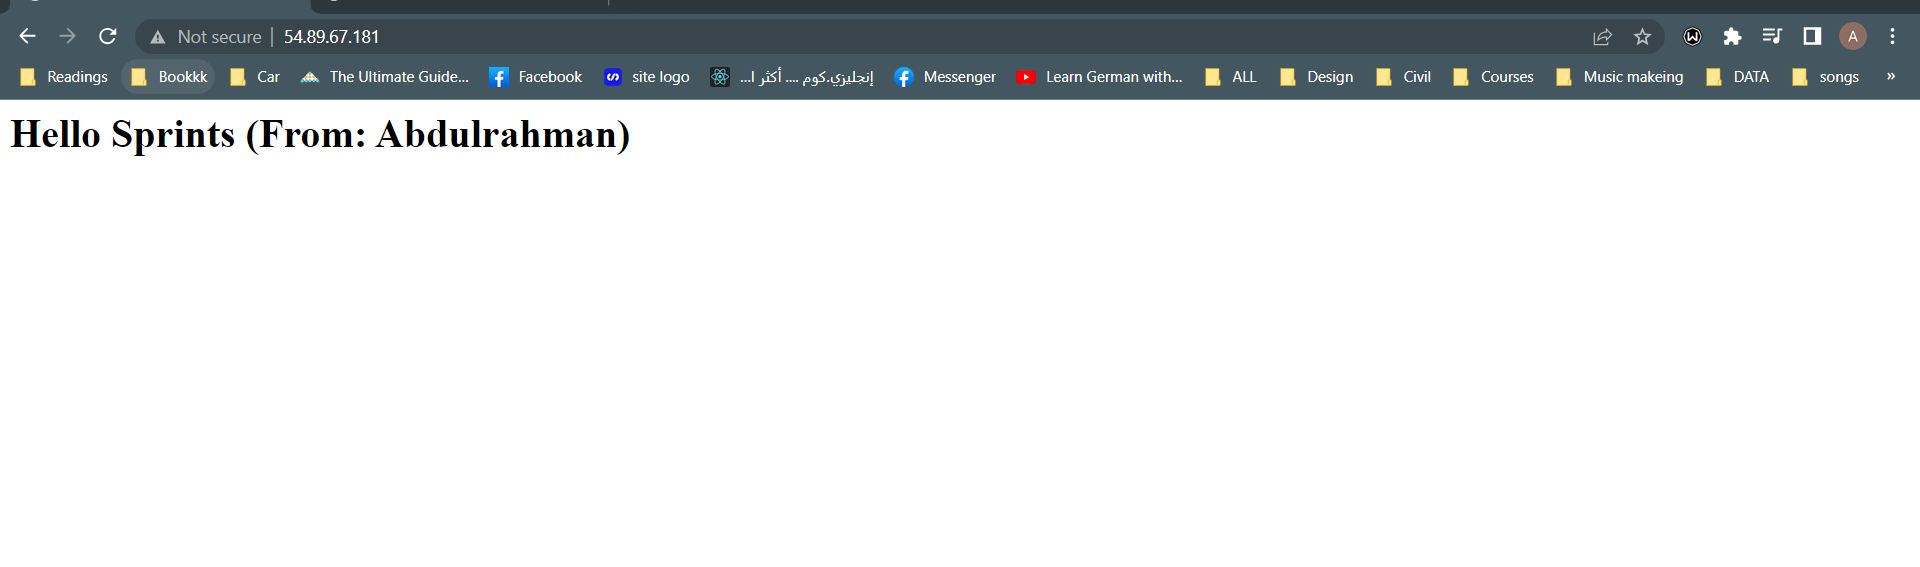 Not secure | 54.89.67.181
A
Readings Bookkk Car The Ultimate Guide... Facebook site logo إنجليزي.كوم .... أكثر ا... Messenger Learn German with... ALL Design Civil Courses Music makeing DATA songs »
Hello Sprints (From: Abdulrahman)